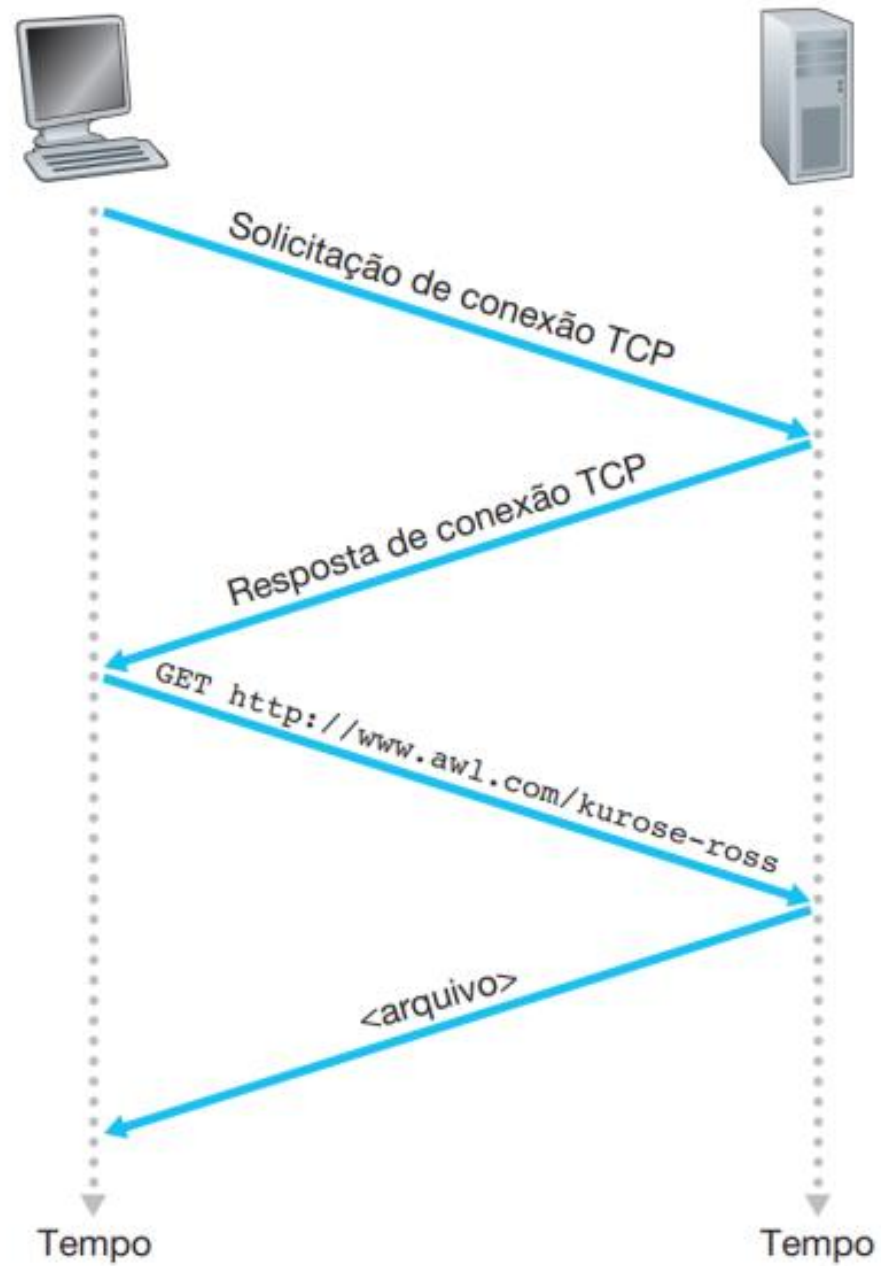 Solicitação de conexão TCP
Resposta de conexão TCP
GET http://www.awl.com/kurose-ross
<arquivo>
Tempo
Tempo